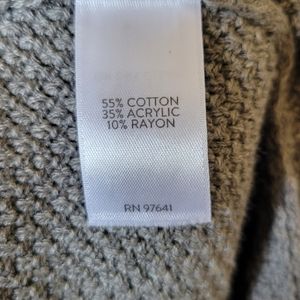 55% COTTON
35% ACRYLIC
10% RAYON
RN 97641